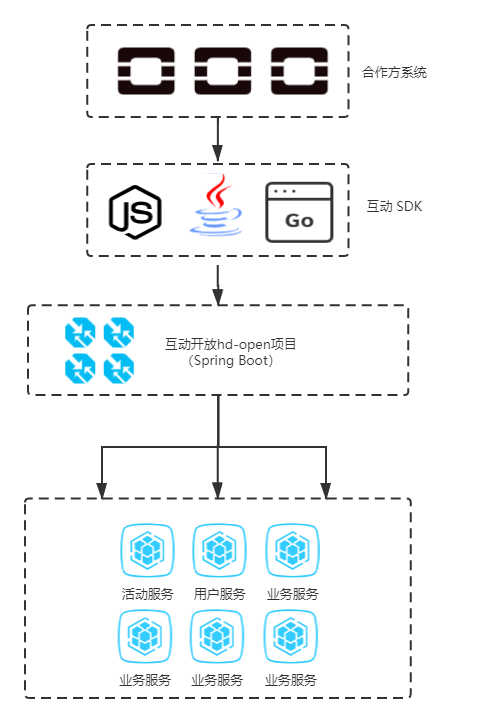 合作方系统
JS
互动 SDK
Go
互动开放hd-open项目
（Spring Boot）
活动服务 用户服务 业务服务
业务服务 业务服务 业务服务